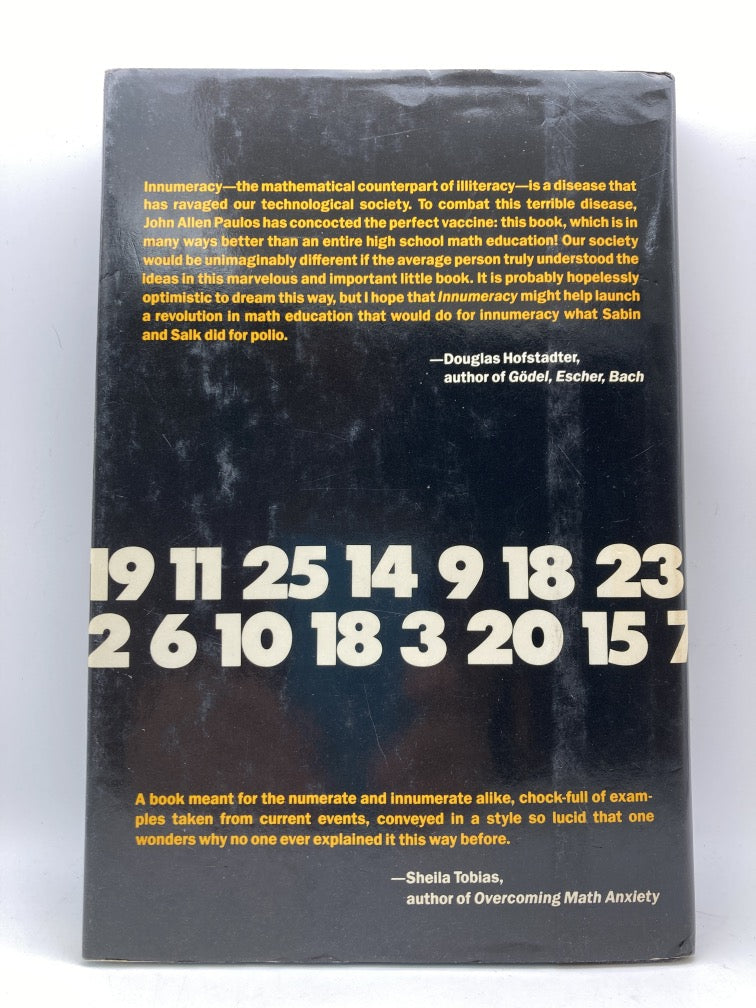 Innumeracy—the mathematical counterpart of illiteracy—is a disease that
has ravaged our technological society. To combat this terrible disease,
John Allen Paulos has concocted the perfect vaccine: this book, which is in
many ways better than an entire high school math education! Our society
would be unimaginably different if the average person truly understood the
ideas in this marvelous and important little book. It is probably hopelessly
optimistic to dream this way, but I hope that Innumeracy might help launch
a revolution in math education that would do for innumeracy what Sabin
and Salk did for polio.
—Douglas Hofstadter,
author of Gödel, Escher, Bach
19 11 25 14 9 18 23
2 6 10 18 3 20 15 7
A book meant for the numerate and innumerate alike, chock-full of exam-
ples taken from current events, conveyed in a style so lucid that one
wonders why no one ever explained it this way before.
—Sheila Tobias,
author of Overcoming Math Anxiety